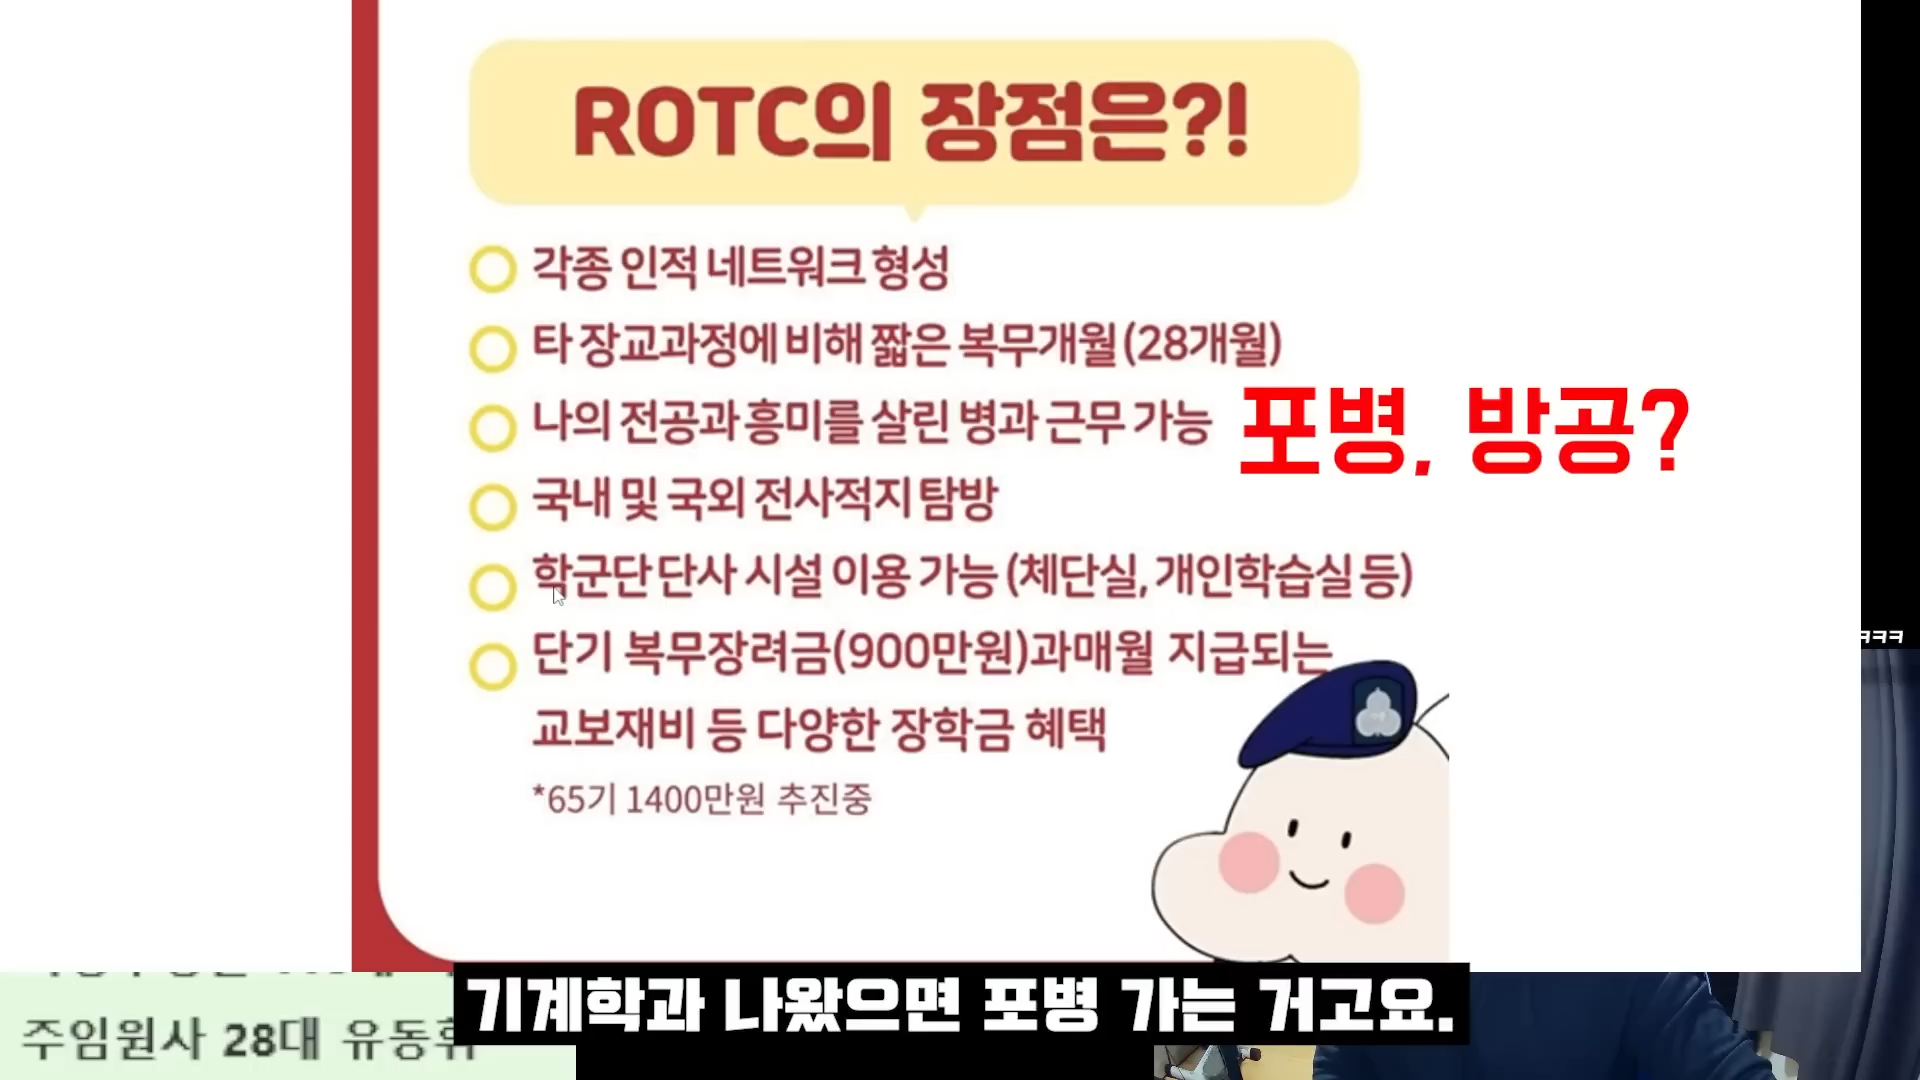 ROTC의 장점은?!
각종 인적 네트워크 형성
타 장교과정에 비해 짧은 복무개월(28개월)
나의 전공과 흥미를 살린 병과 근무 가능
포병, 방공?
국내 및 국외 전사적지 탐방
학군단 단사 시설 이용 가능 (체단실, 개인학습실 등)
단기 복무장려금(900만원)과매월 지급되는
교보재비 등 다양한 장학금 혜택
*65기 1400만원 추진중
ㅋㅋㅋ
기계학과 나왔으면 포병 가는 거고요.
주임원사 28대 유동휘